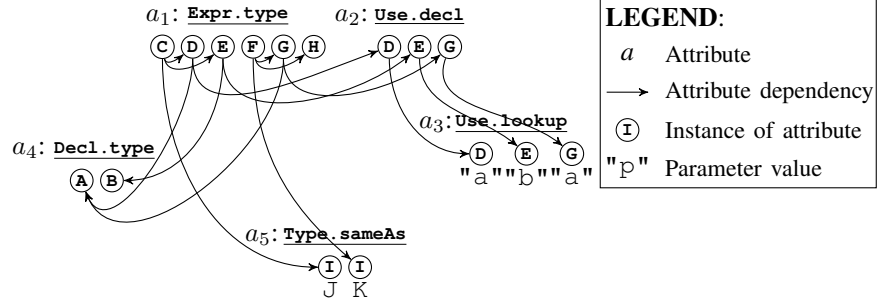 a1: Expr.type
a2: Use.decl
C D E F G H
D E G
a3: Use.lookup
D E G
"a" "b" "a"
a4: Decl.type
A B
a5: Type.sameAs
I I
J K
LEGEND:
a Attribute
Attribute dependency
I Instance of attribute
"p" Parameter value